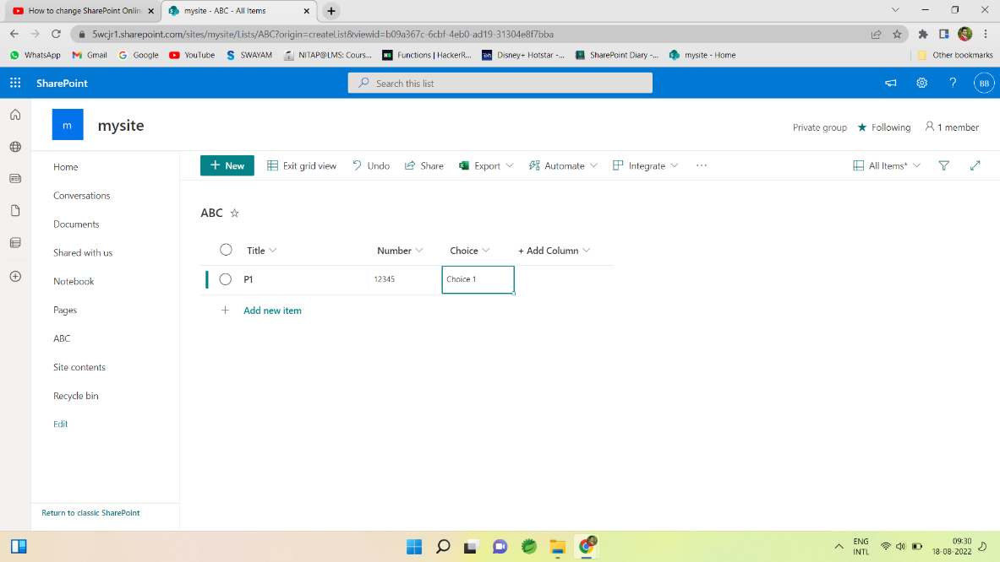 How to change SharePoint Onlin
mysite - ABC - All Items
5wcjr1.sharepoint.com/sites/mysite/Lists/ABC?origin=createList&viewid=b09a367c-6cbf-4eb0-ad19-31304e8f7bba
WhatsApp
Gmail
Google
YouTube
SWAYAM
NITAP@LMS: Cours...
Functions | HackerR...
Disney+ Hotstar -...
SharePoint Diary -...
mysite - Home
Other bookmarks
SharePoint
Search this list
BB
m
mysite
Private group
Following
1 member
Home
Conversations
Documents
Shared with us
Notebook
Pages
ABC
Site contents
Recycle bin
Edit
Return to classic SharePoint
+ New
Exit grid view
Undo
Share
Export
Automate
Integrate
...
All Items*
ABC
Title
Number
Choice
+ Add Column
P1
12345
Choice 1
+ Add new item
ENG
INTL
09:30
18-08-2022